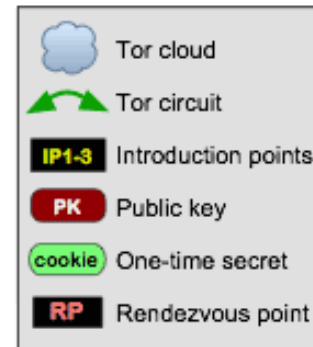 Tor cloud
Tor circuit
IP1-3 Introduction points
PK Public key
cookie One-time secret
RP Rendezvous point